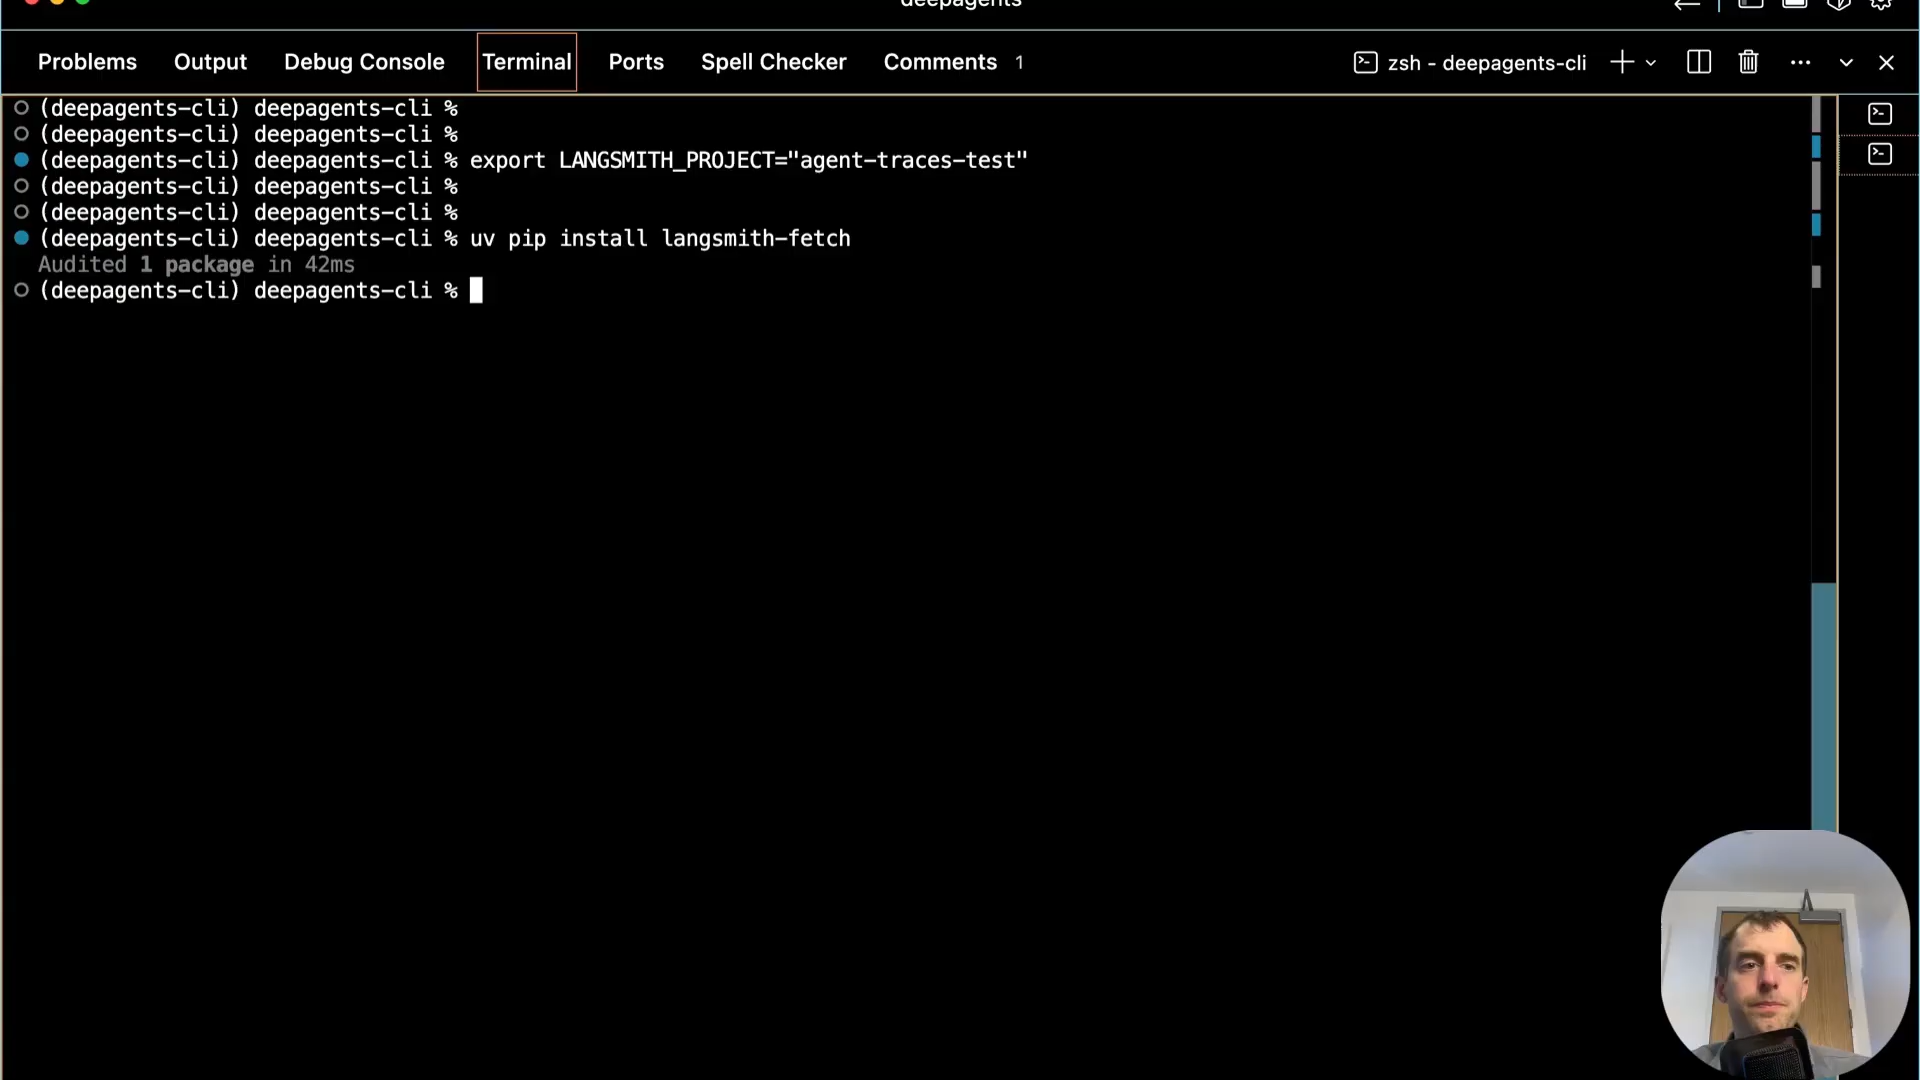 deepagents
Problems Output Debug Console Terminal Ports Spell Checker Comments 1 zsh - deepagents-cli
(deepagents-cli) deepagents-cli %
(deepagents-cli) deepagents-cli %
(deepagents-cli) deepagents-cli % export LANGSMITH_PROJECT="agent-traces-test"
(deepagents-cli) deepagents-cli %
(deepagents-cli) deepagents-cli %
(deepagents-cli) deepagents-cli % uv pip install langsmith-fetch
Audited 1 package in 42ms
(deepagents-cli) deepagents-cli %